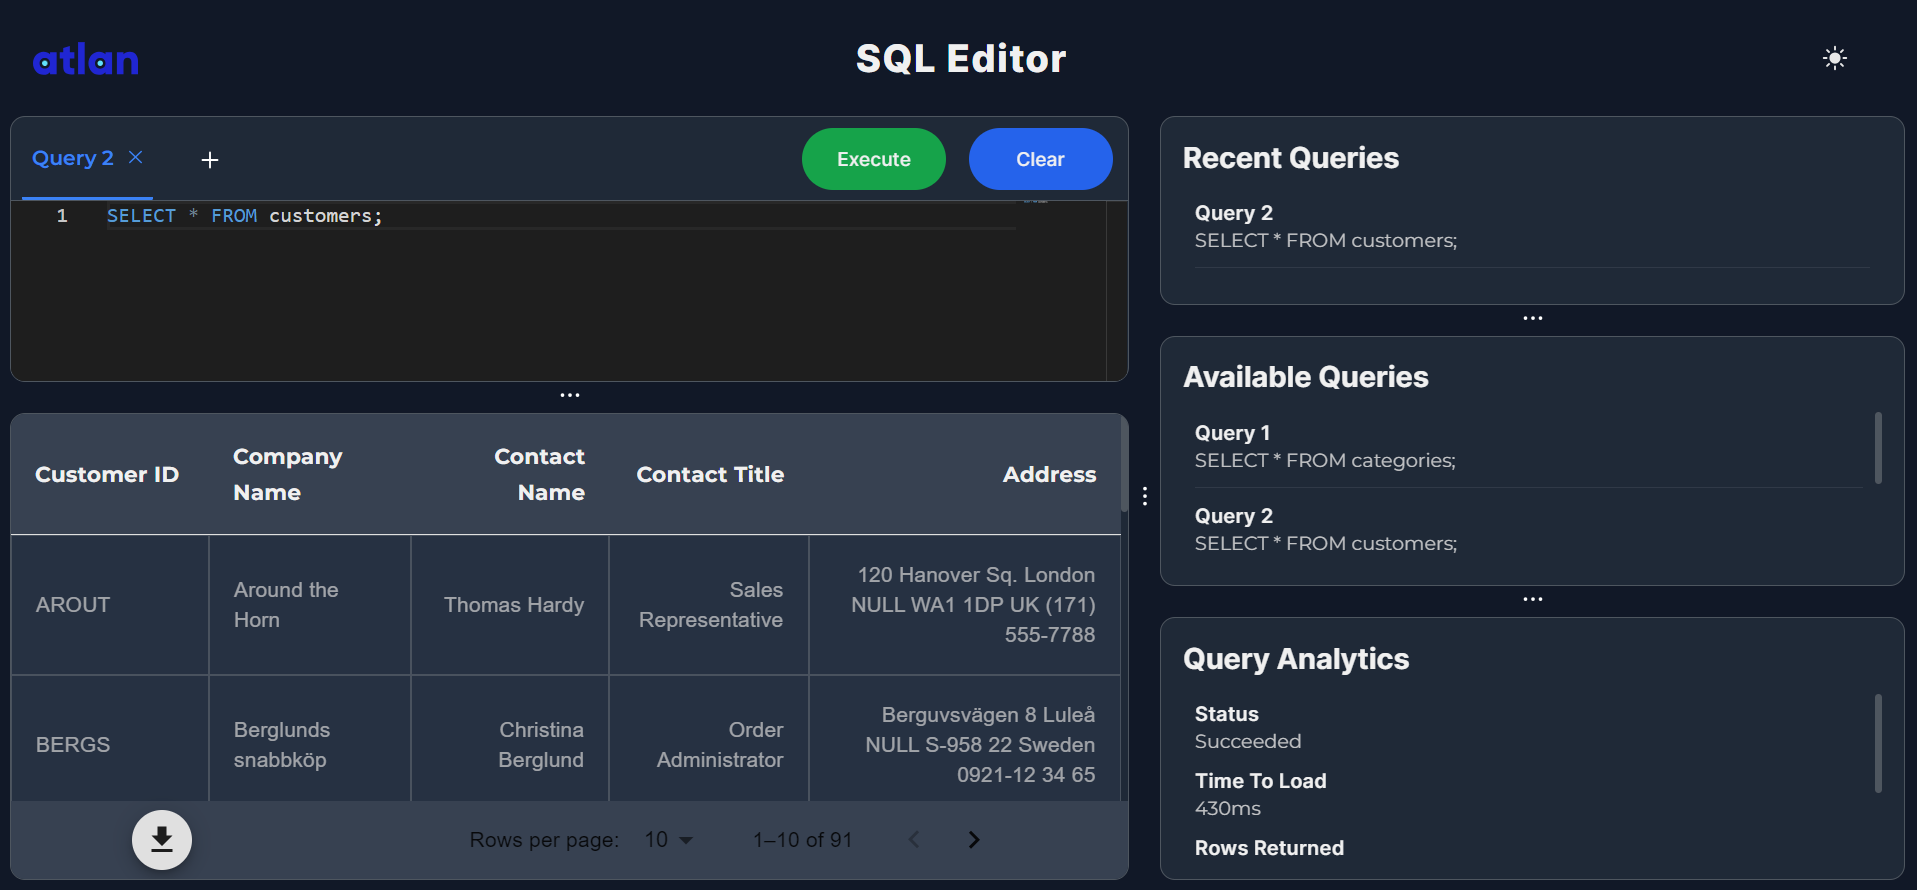 atlan
SQL Editor
Query 2
Execute
Clear
1 SELECT * FROM customers;
Customer ID
Company
Name
Contact
Name
Contact Title
Address
AROUT
Around the
Horn
Thomas Hardy
Sales
Representative
120 Hanover Sq. London
NULL WA1 1DP UK (171)
555-7788
BERGS
Berglunds
snabbköp
Christina
Berglund
Order
Administrator
Berguvsvägen 8 Luleå
NULL S-958 22 Sweden
0921-12 34 65
Rows per page: 10 1–10 of 91
Recent Queries
Query 2
SELECT * FROM customers;
Available Queries
Query 1
SELECT * FROM categories;
Query 2
SELECT * FROM customers;
Query Analytics
Status
Succeeded
Time To Load
430ms
Rows Returned